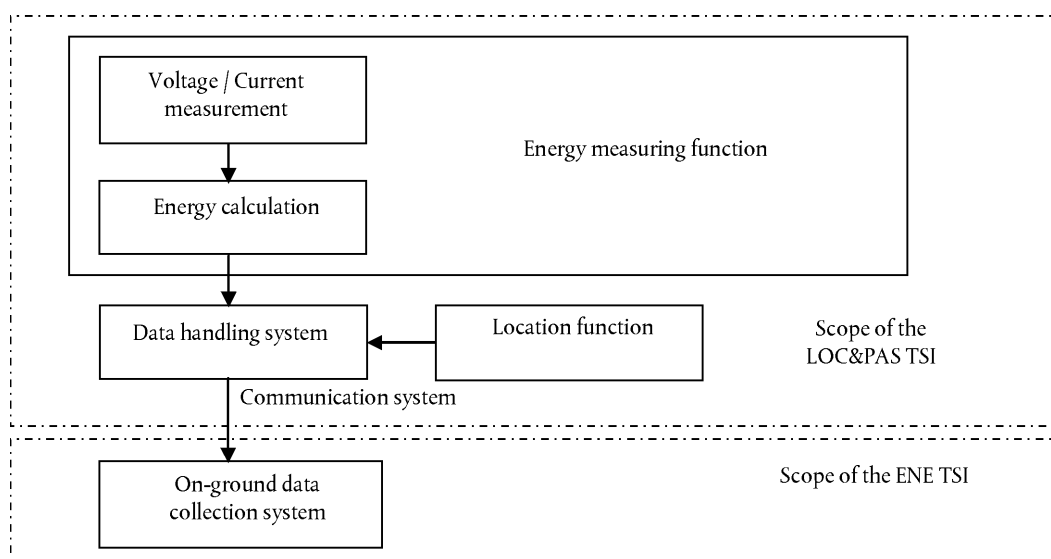 Voltage / Current
measurement
Energy measuring function
Energy calculation
Data handling system
Location function
Scope of the
LOC&PAS TSI
Communication system
On-ground data
collection system
Scope of the ENE TSI